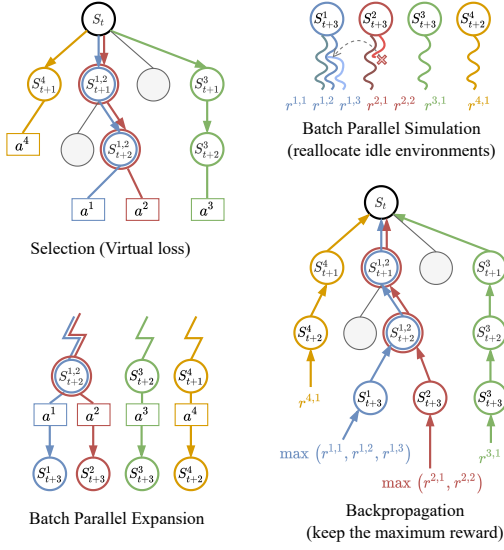 S_t
S^4_{t+1} S^{1,2}_{t+1} S^3_{t+1}
a^4 S^{1,2}_{t+2} S^3_{t+2}
a^1 a^2 a^3
Selection (Virtual loss)
S^1_{t+3} S^2_{t+3} S^3_{t+3} S^4_{t+2}
r^{1,1} r^{1,2} r^{1,3} r^{2,1} r^{2,2} r^{3,1} r^{4,1}
Batch Parallel Simulation
(reallocate idle environments)
S^{1,2}_{t+2} S^3_{t+2} S^4_{t+1}
a^1 a^2 a^3 a^4
S^1_{t+3} S^2_{t+3} S^3_{t+3} S^4_{t+2}
Batch Parallel Expansion
S_t
S^4_{t+1} S^{1,2}_{t+1} S^3_{t+1}
S^4_{t+2} S^{1,2}_{t+2} S^3_{t+2}
r^{4,1} S^1_{t+3} S^2_{t+3} S^3_{t+3}
max (r^{1,1}, r^{1,2}, r^{1,3}) r^{3,1}
max (r^{2,1}, r^{2,2})
Backpropagation
(keep the maximum reward)